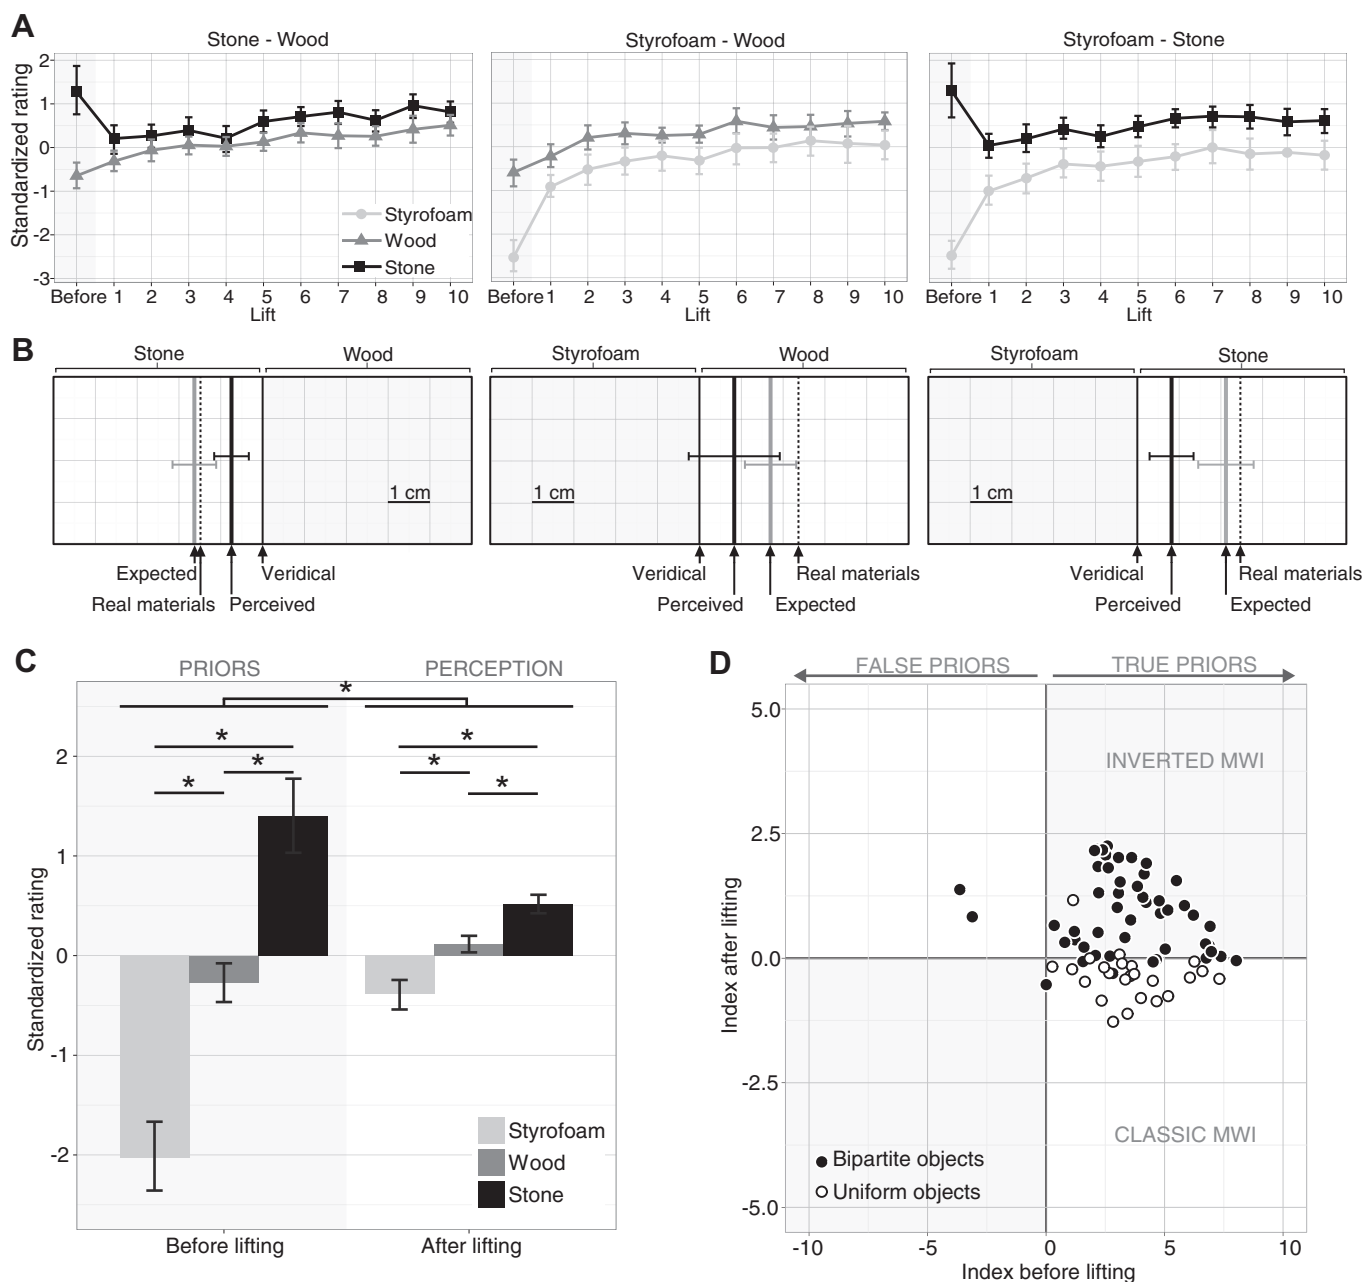 A
Stone - Wood
Styrofoam - Wood
Styrofoam - Stone
Standardized rating
2
1
0
-1
-2
-3
Styrofoam
Wood
Stone
Before 1 2 3 4 5 6 7 8 9 10
Before 1 2 3 4 5 6 7 8 9 10
Before 1 2 3 4 5 6 7 8 9 10
Lift
Lift
Lift
B
Stone Wood
Styrofoam Wood
Styrofoam Stone
1 cm
1 cm
1 cm
Expected Veridical
Real materials Perceived
Veridical Real materials
Perceived Expected
Veridical Real materials
Perceived Expected
C
PRIORS PERCEPTION
*
* *
* * * *
Standardized rating
2
1
0
-1
-2
Styrofoam
Wood
Stone
Before lifting After lifting
D
FALSE PRIORS TRUE PRIORS
INVERTED MWI
Index after lifting
5.0
2.5
0.0
-2.5
-5.0
CLASSIC MWI
Bipartite objects
Uniform objects
-10 -5 0 5 10
Index before lifting